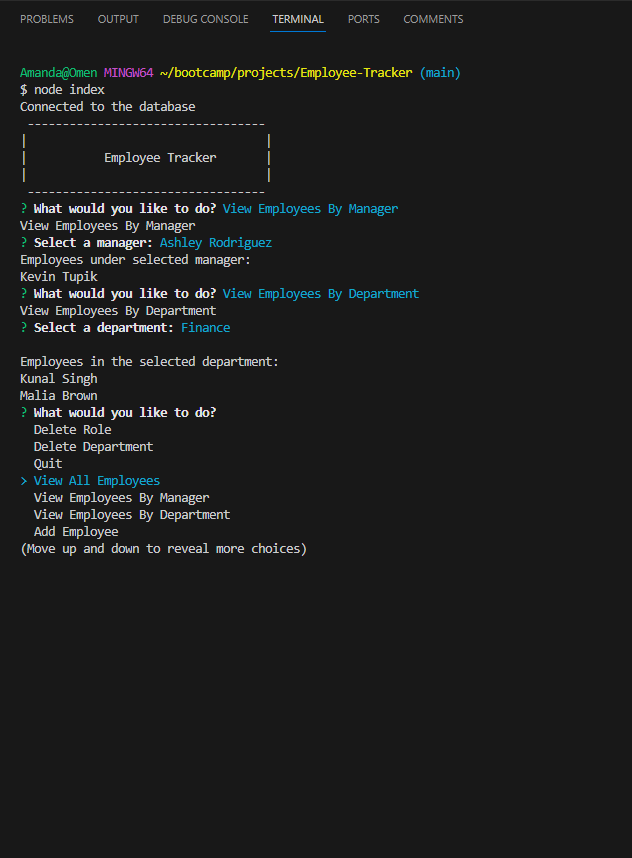 PROBLEMS OUTPUT DEBUG CONSOLE TERMINAL PORTS COMMENTS
Amanda@Omen MINGW64 ~/bootcamp/projects/Employee-Tracker (main)
$ node index
Connected to the database
----------------------------------
|                                  |
|           Employee Tracker       |
|                                  |
----------------------------------
? What would you like to do? View Employees By Manager
View Employees By Manager
? Select a manager: Ashley Rodriguez
Employees under selected manager:
Kevin Tupik
? What would you like to do? View Employees By Department
View Employees By Department
? Select a department: Finance
Employees in the selected department:
Kunal Singh
Malia Brown
? What would you like to do?
Delete Role
Delete Department
Quit
> View All Employees
View Employees By Manager
View Employees By Department
Add Employee
(Move up and down to reveal more choices)